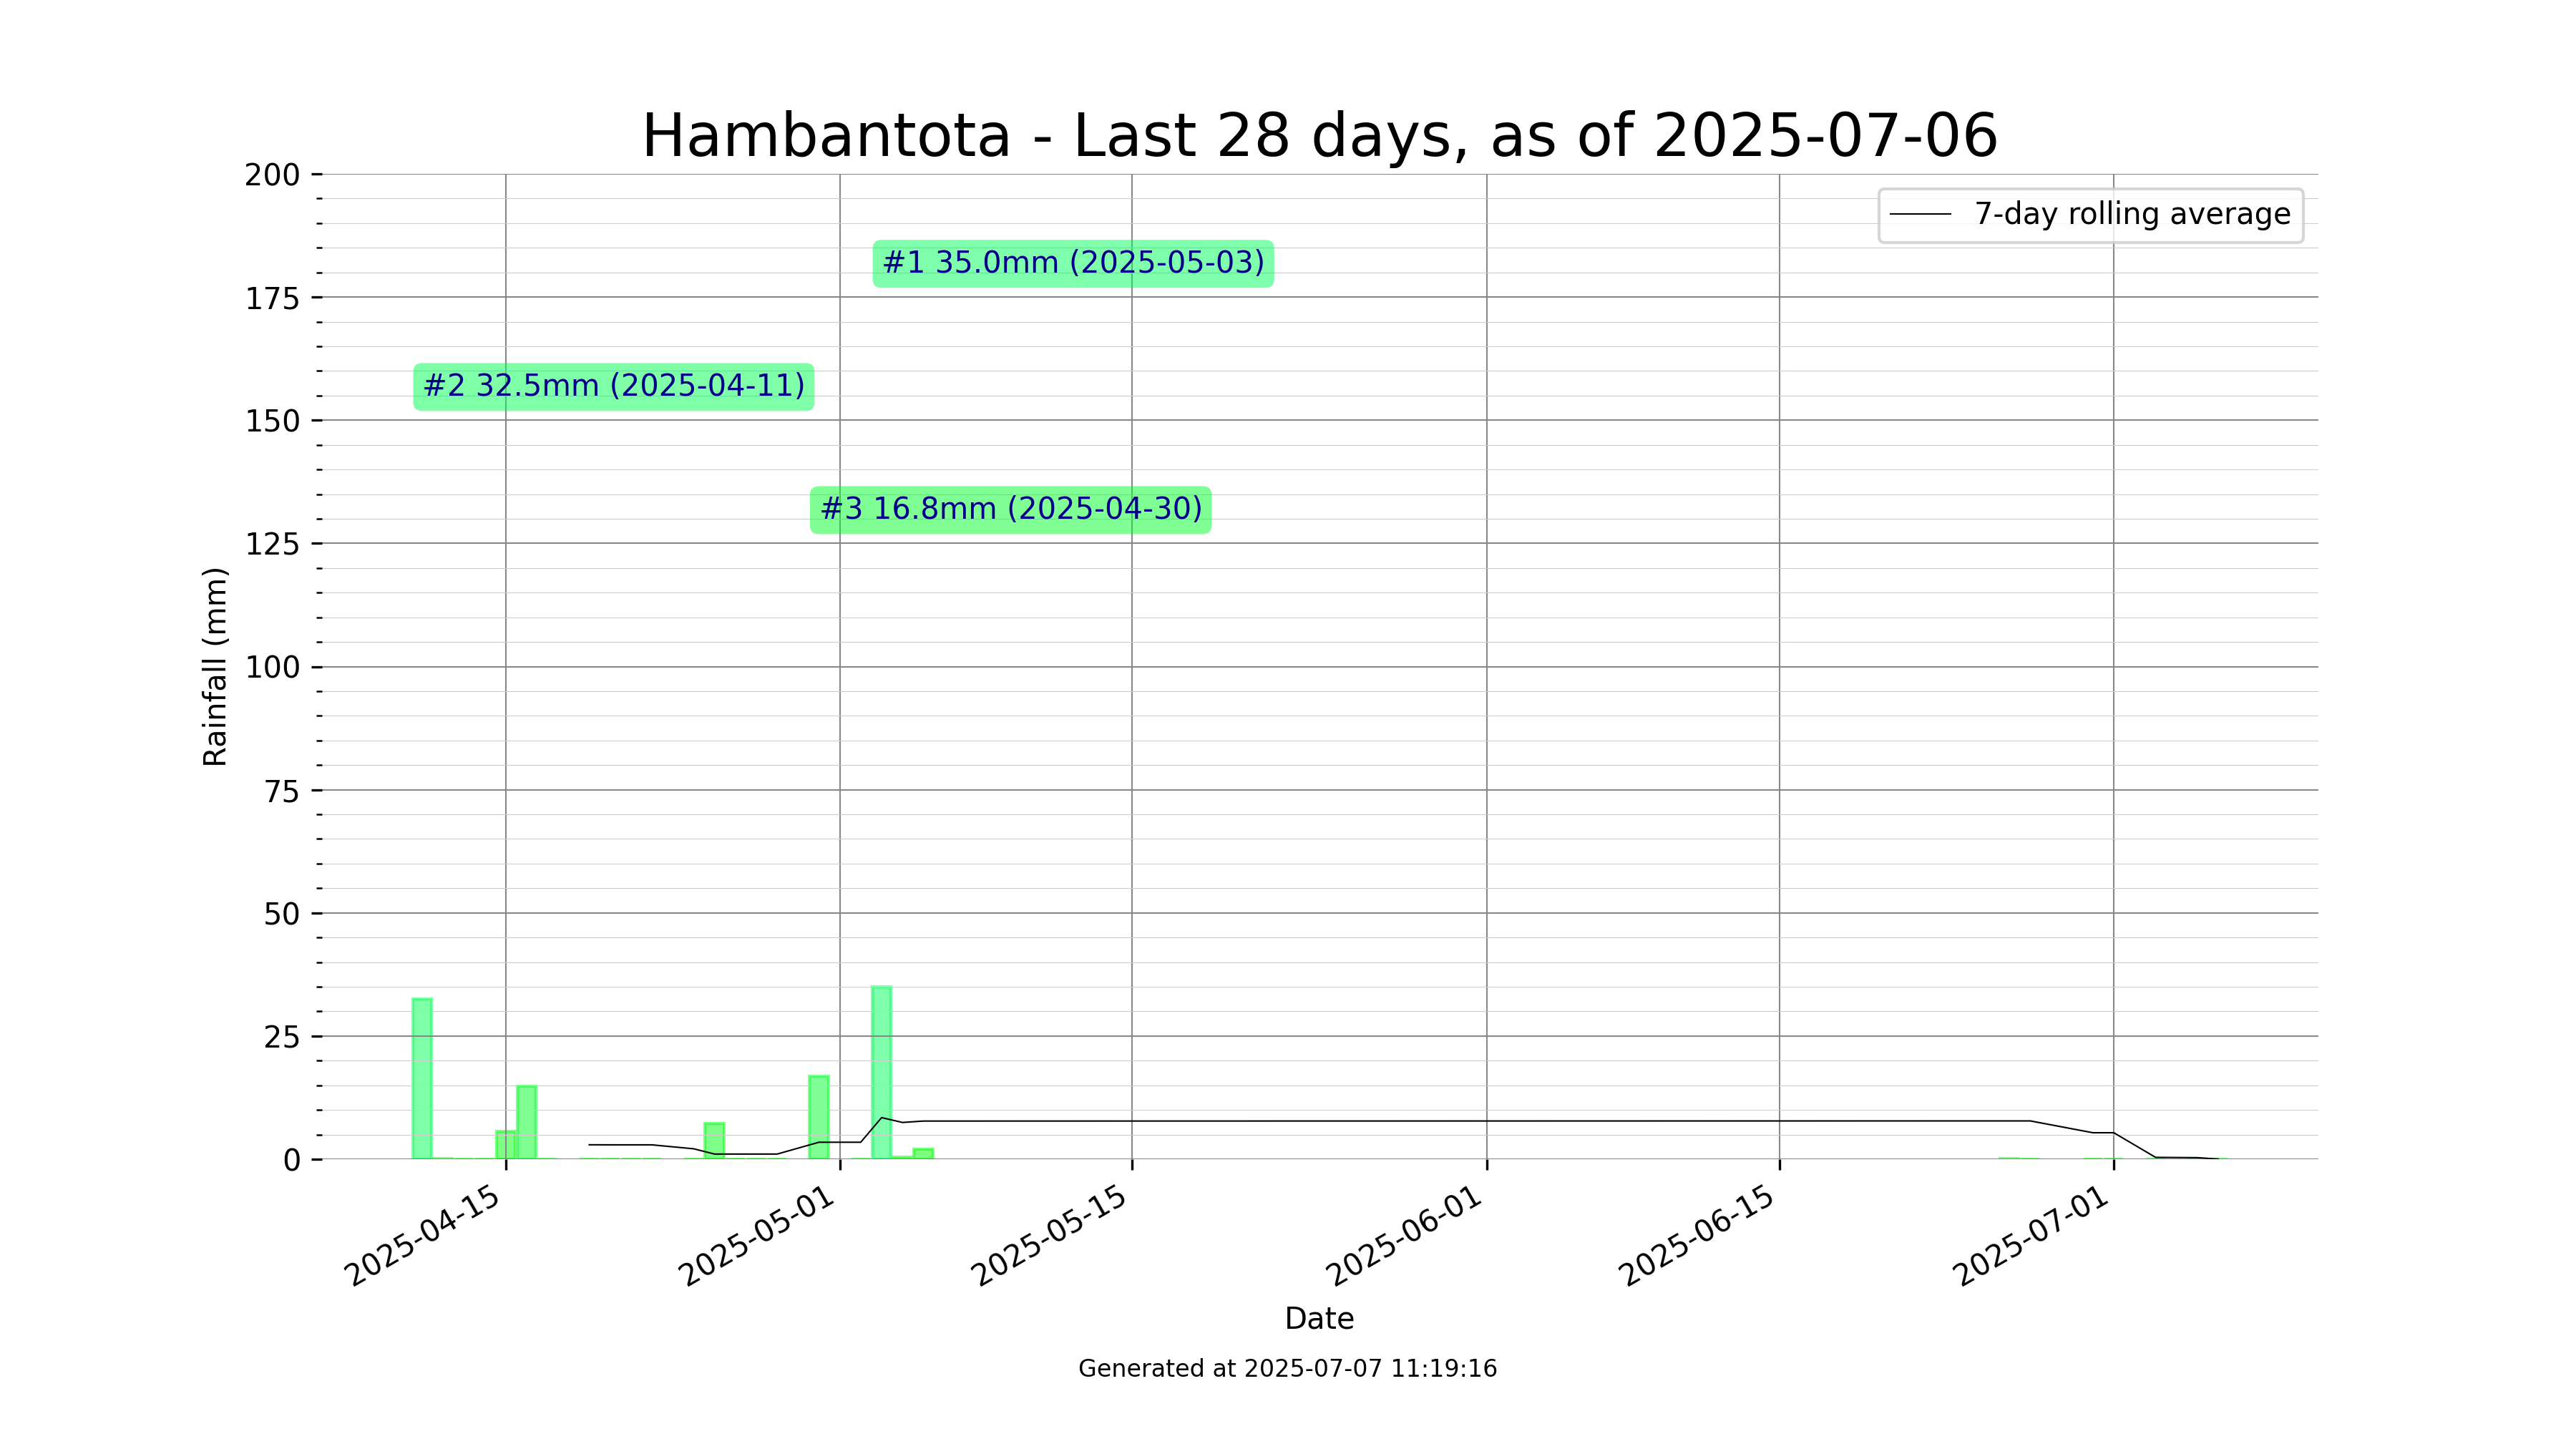 Hambantota - Last 28 days, as of 2025-07-06
7-day rolling average
#1 35.0mm (2025-05-03)
#2 32.5mm (2025-04-11)
#3 16.8mm (2025-04-30)
Rainfall (mm)
200
175
150
125
100
75
50
25
0
2025-04-15
2025-05-01
2025-05-15
2025-06-01
2025-06-15
2025-07-01
Date
Generated at 2025-07-07 11:19:16